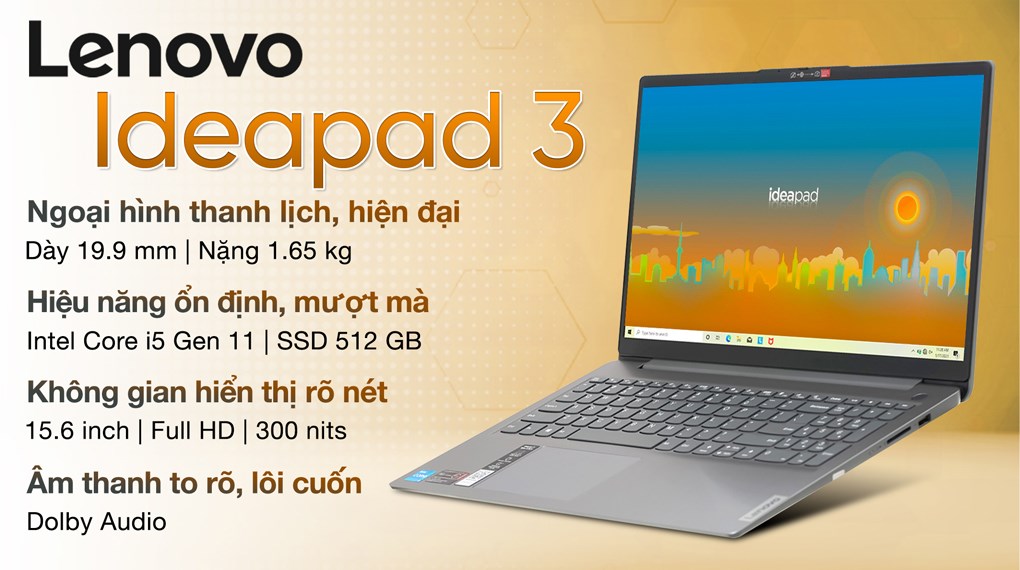 Lenovo
Ideapad 3
Ngoại hình thanh lịch, hiện đại
Dày 19.9 mm | Nặng 1.65 kg
Hiệu năng ổn định, mượt mà
Intel Core i5 Gen 11 | SSD 512 GB
Không gian hiển thị rõ nét
15.6 inch | Full HD | 300 nits
Âm thanh to rõ, lôi cuốn
Dolby Audio
ideapad